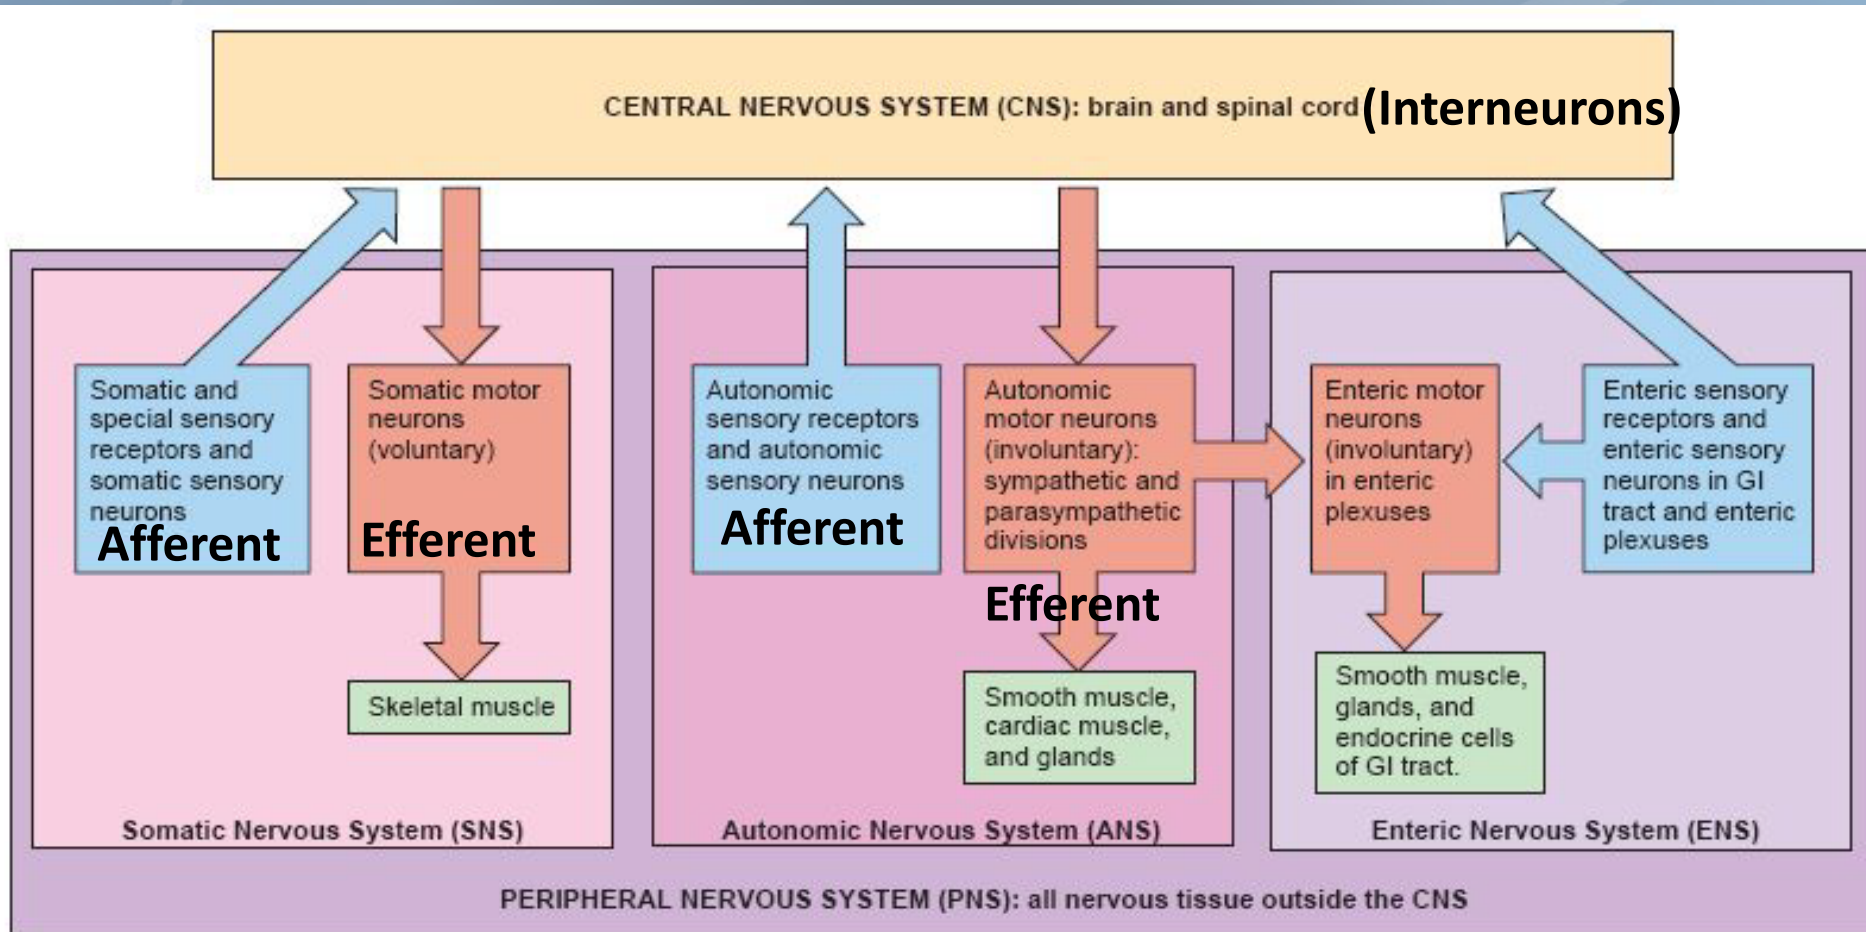 CENTRAL NERVOUS SYSTEM (CNS): brain and spinal cord (Interneurons)
Somatic and
special sensory
receptors and
somatic sensory
neurons
Afferent
Somatic motor
neurons
(voluntary)
Efferent
Skeletal muscle
Somatic Nervous System (SNS)
Autonomic
sensory receptors
and autonomic
sensory neurons
Afferent
Autonomic
motor neurons
(involuntary):
sympathetic and
parasympathetic
divisions
Efferent
Smooth muscle,
cardiac muscle,
and glands
Autonomic Nervous System (ANS)
Enteric motor
neurons
(involuntary)
in enteric
plexuses
Enteric sensory
receptors and
enteric sensory
neurons in GI
tract and enteric
plexuses
Smooth muscle,
glands, and
endocrine cells
of GI tract.
Enteric Nervous System (ENS)
PERIPHERAL NERVOUS SYSTEM (PNS): all nervous tissue outside the CNS